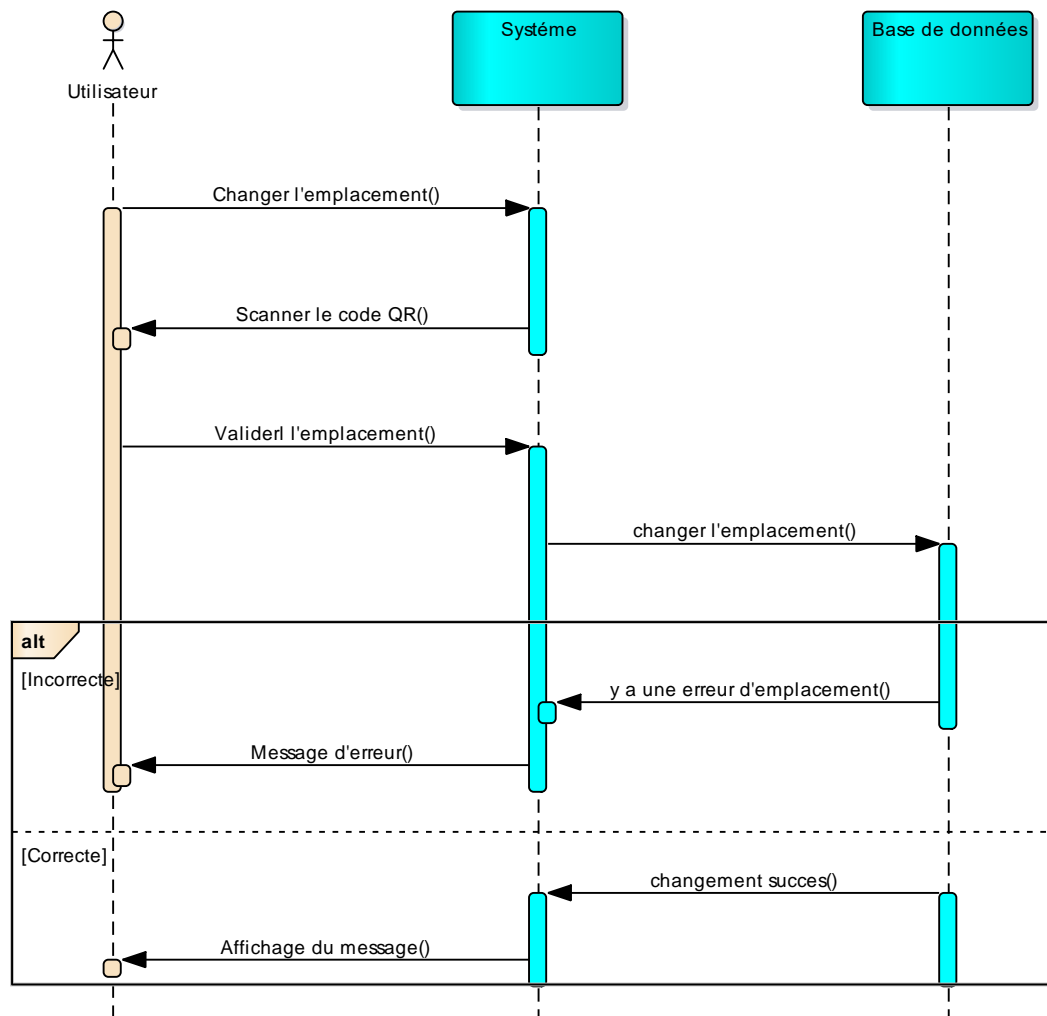 Utilisateur
Systéme
Base de données
Changer l'emplacement()
Scanner le code QR()
Validerl l'emplacement()
changer l'emplacement()
alt
[Incorrecte]
y a une erreur d'emplacement()
Message d'erreur()
[Correcte]
changement succes()
Affichage du message()